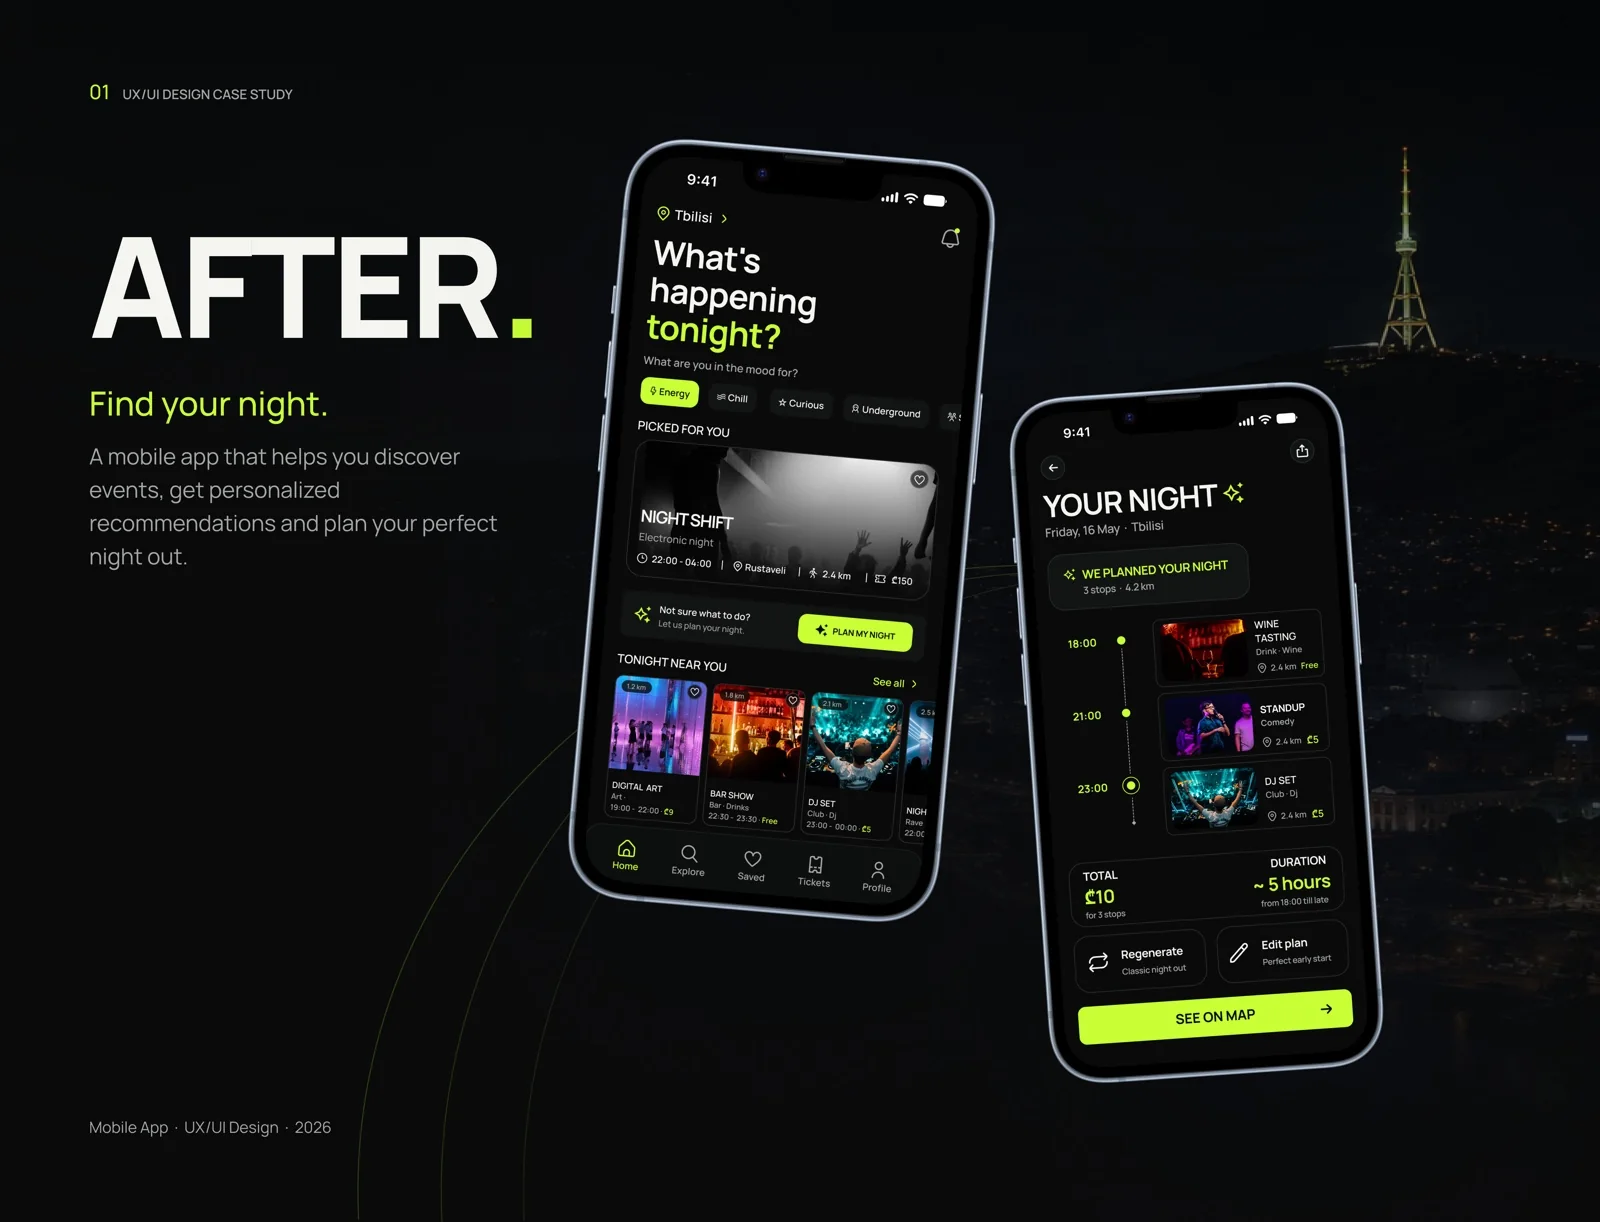 01 UX/UI DESIGN CASE STUDY
AFTER.
Find your night.
A mobile app that helps you discover
events, get personalized
recommendations and plan your perfect
night out.
Mobile App · UX/UI Design · 2026
9:41
Tbilisi
What's
happening
tonight?
What are you in the mood for?
Energy
Chill
Curious
Underground
PICKED FOR YOU
NIGHT SHIFT
Electronic night
22:00 - 04:00 | Rustaveli | 2.4 km | ₾150
Not sure what to do?
Let us plan your night.
PLAN MY NIGHT
TONIGHT NEAR YOU
See all
1.2 km
DIGITAL ART
Art ·
19:00 - 22:00 · ₾9
1.8 km
BAR SHOW
Bar · Drinks
22:30 - 23:30 · Free
2.1 km
DJ SET
Club · Dj
23:00 - 00:00 · ₾5
2.5 k
NIGH
Rave
22:00
Home
Explore
Saved
Tickets
Profile
9:41
YOUR NIGHT
Friday, 16 May · Tbilisi
WE PLANNED YOUR NIGHT
3 stops · 4.2 km
18:00
WINE
TASTING
Drink · Wine
2.4 km Free
21:00
STANDUP
Comedy
2.4 km ₾5
23:00
DJ SET
Club · Dj
2.4 km ₾5
TOTAL
₾10
for 3 stops
DURATION
~ 5 hours
from 18:00 till late
Regenerate
Classic night out
Edit plan
Perfect early start
SEE ON MAP